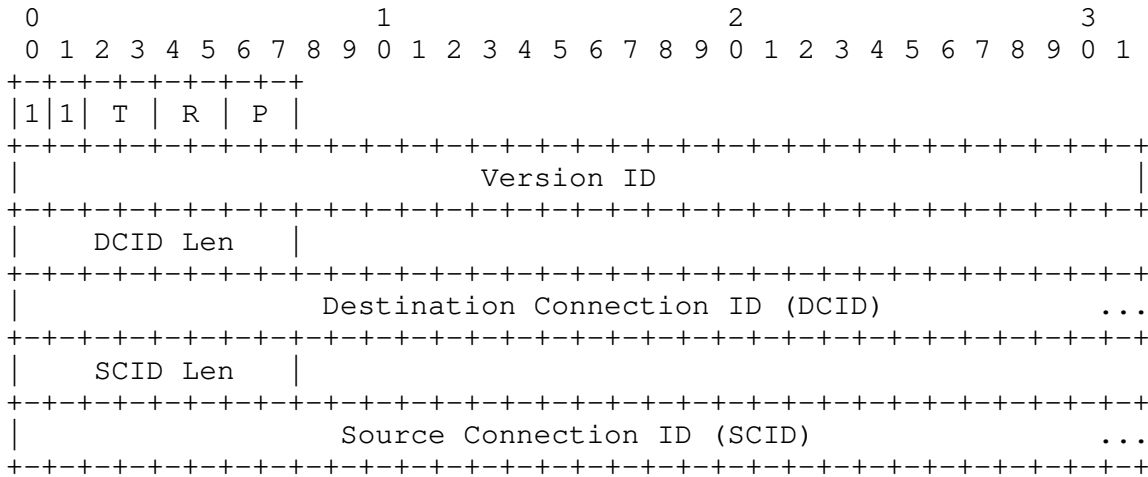 0                   1                   2                   3
 0 1 2 3 4 5 6 7 8 9 0 1 2 3 4 5 6 7 8 9 0 1 2 3 4 5 6 7 8 9 0 1
+-+-+-+-+-+-+-+-+
|1|1| T | R | P |
+-+-+-+-+-+-+-+-+-+-+-+-+-+-+-+-+-+-+-+-+-+-+-+-+-+-+-+-+-+-+-+-+
|                          Version ID                           |
+-+-+-+-+-+-+-+-+-+-+-+-+-+-+-+-+-+-+-+-+-+-+-+-+-+-+-+-+-+-+-+-+
|    DCID Len   |
+-+-+-+-+-+-+-+-+-+-+-+-+-+-+-+-+-+-+-+-+-+-+-+-+-+-+-+-+-+-+-+-+
|                 Destination Connection ID (DCID)            ...
+-+-+-+-+-+-+-+-+-+-+-+-+-+-+-+-+-+-+-+-+-+-+-+-+-+-+-+-+-+-+-+-+
|    SCID Len   |
+-+-+-+-+-+-+-+-+-+-+-+-+-+-+-+-+-+-+-+-+-+-+-+-+-+-+-+-+-+-+-+-+
|                  Source Connection ID (SCID)                ...
+-+-+-+-+-+-+-+-+-+-+-+-+-+-+-+-+-+-+-+-+-+-+-+-+-+-+-+-+-+-+-+-+